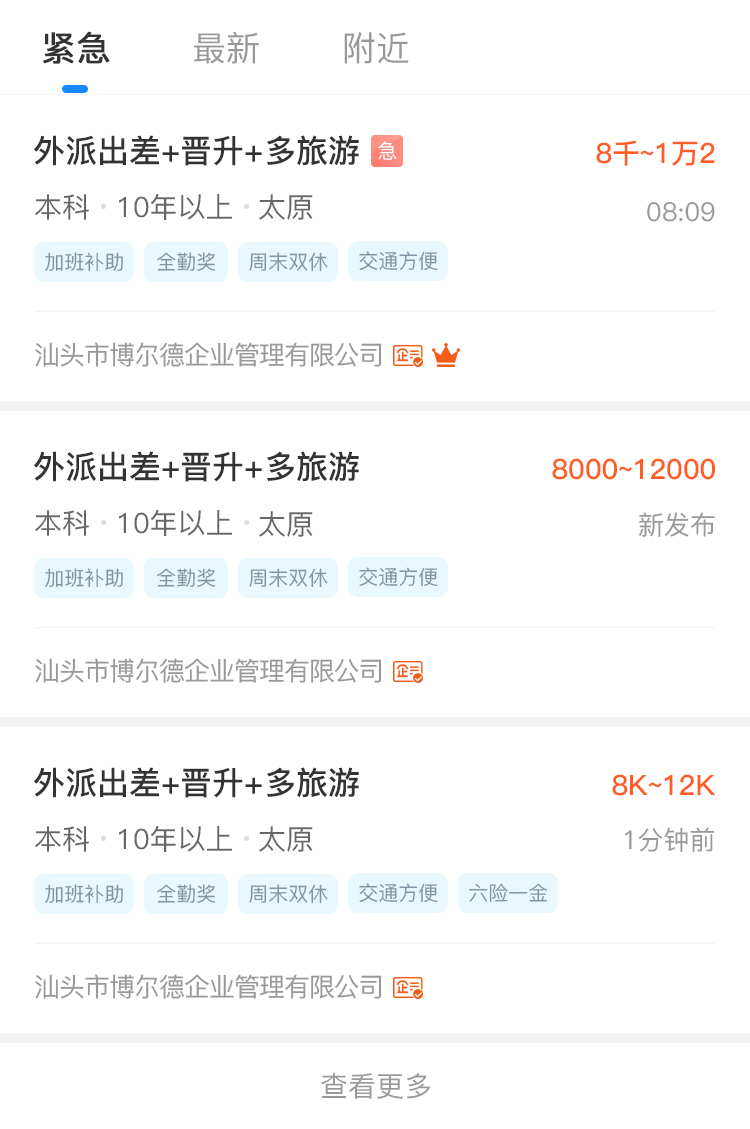 紧急 最新 附近
外派出差+晋升+多旅游 急 8千~1万2
本科·10年以上·太原 08:09
加班补助 全勤奖 周末双休 交通方便
汕头市博尔德企业管理有限公司 企
外派出差+晋升+多旅游 8000~12000
本科·10年以上·太原 新发布
加班补助 全勤奖 周末双休 交通方便
汕头市博尔德企业管理有限公司 企
外派出差+晋升+多旅游 8K~12K
本科·10年以上·太原 1分钟前
加班补助 全勤奖 周末双休 交通方便 六险一金
汕头市博尔德企业管理有限公司 企
查看更多